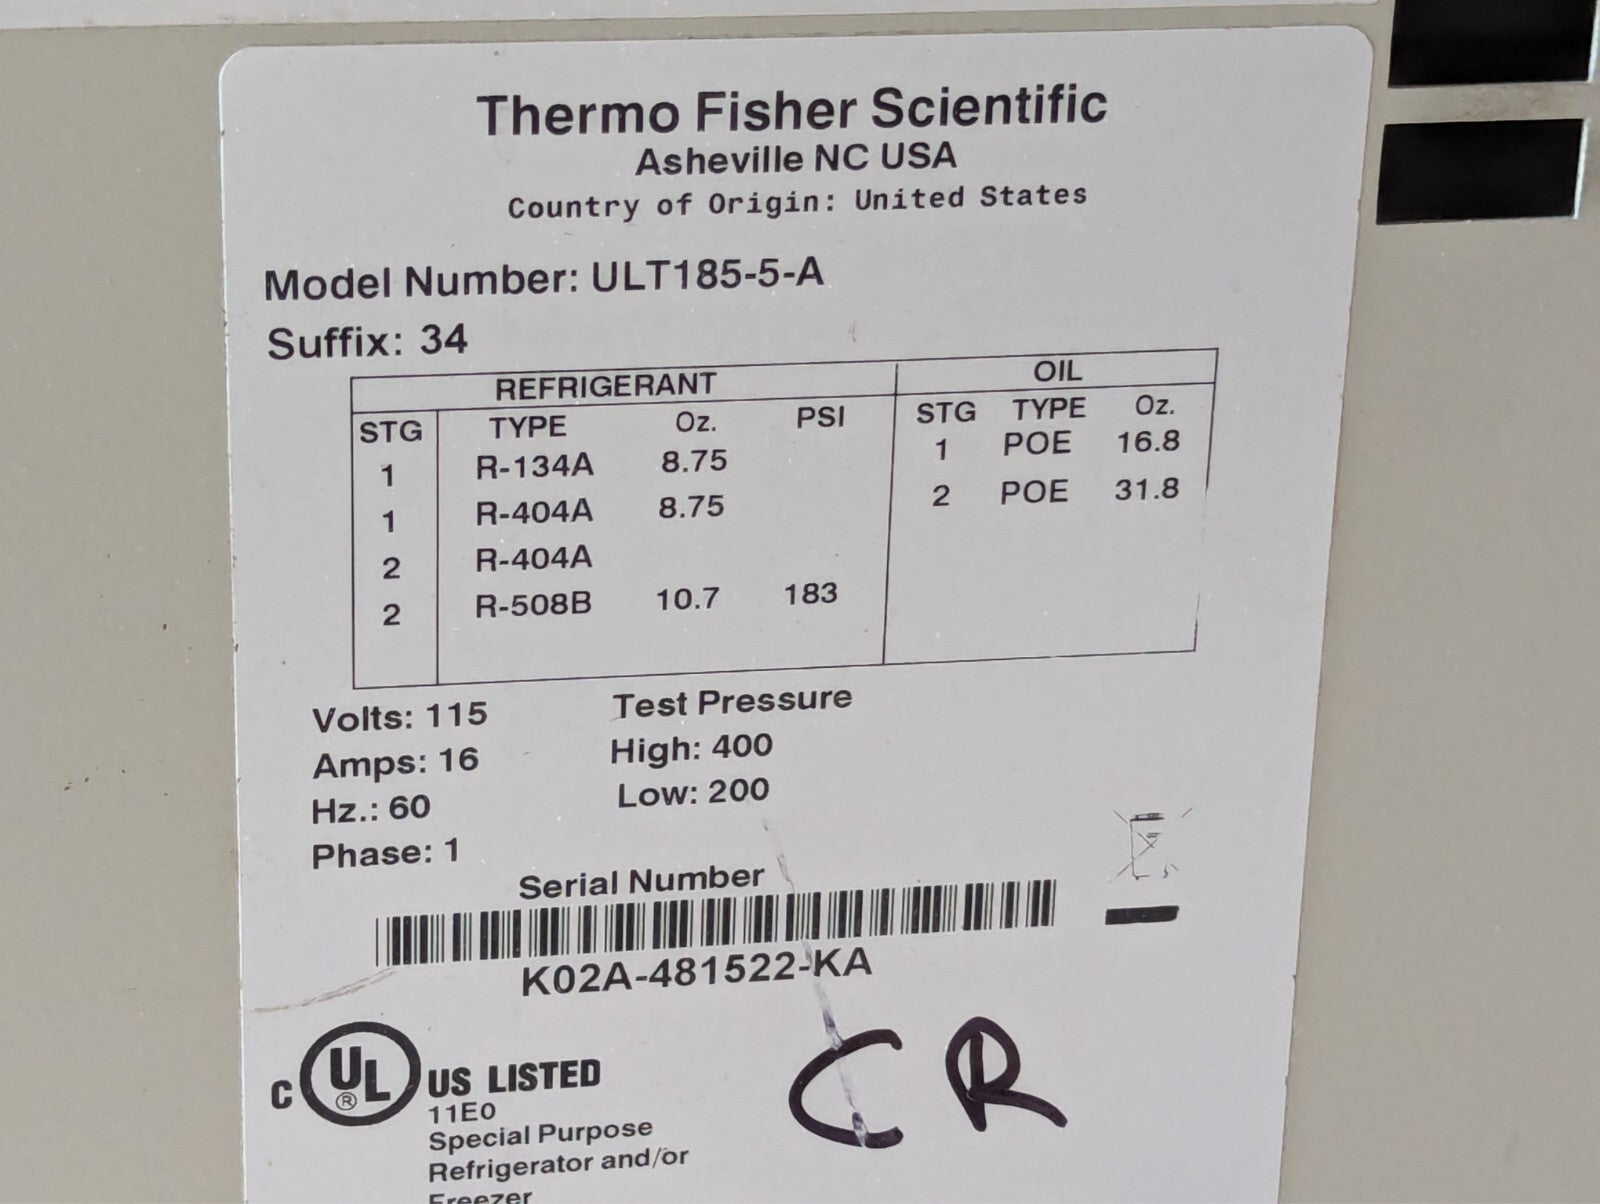 Thermo Fisher Scientific
Asheville NC USA
Country of Origin: United States
Model Number: ULT185-5-A
Suffix: 34
REFRIGERANT OIL
STG TYPE Oz. PSI STG TYPE Oz.
1 R-134A 8.75 1 POE 16.8
1 R-404A 8.75 2 POE 31.8
2 R-404A
2 R-508B 10.7 183
Volts: 115 Test Pressure
Amps: 16 High: 400
Hz.: 60 Low: 200
Phase: 1
Serial Number
K02A-481522-KA
C UL ® US LISTED
11E0
Special Purpose
Refrigerator and/or
Freezer
CR